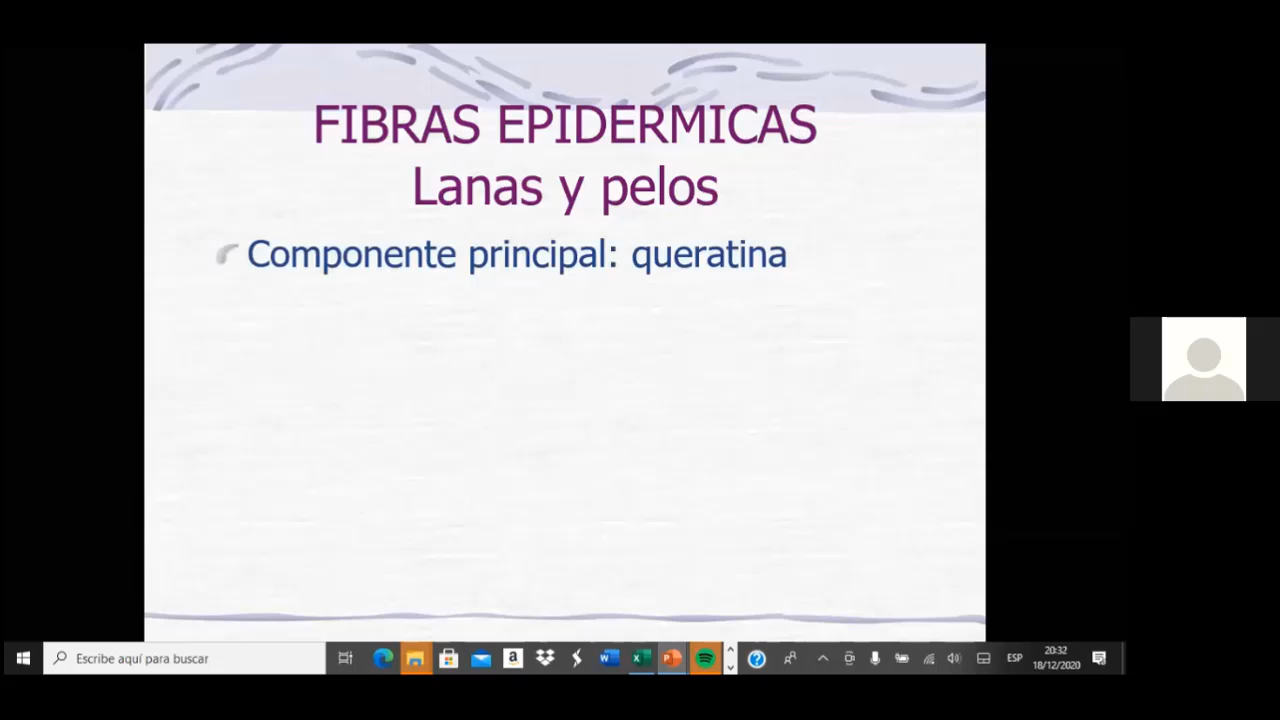 FIBRAS EPIDERMICAS
Lanas y pelos
Componente principal: queratina
Escribe aquí para buscar
ESP
20:32
18/12/2020